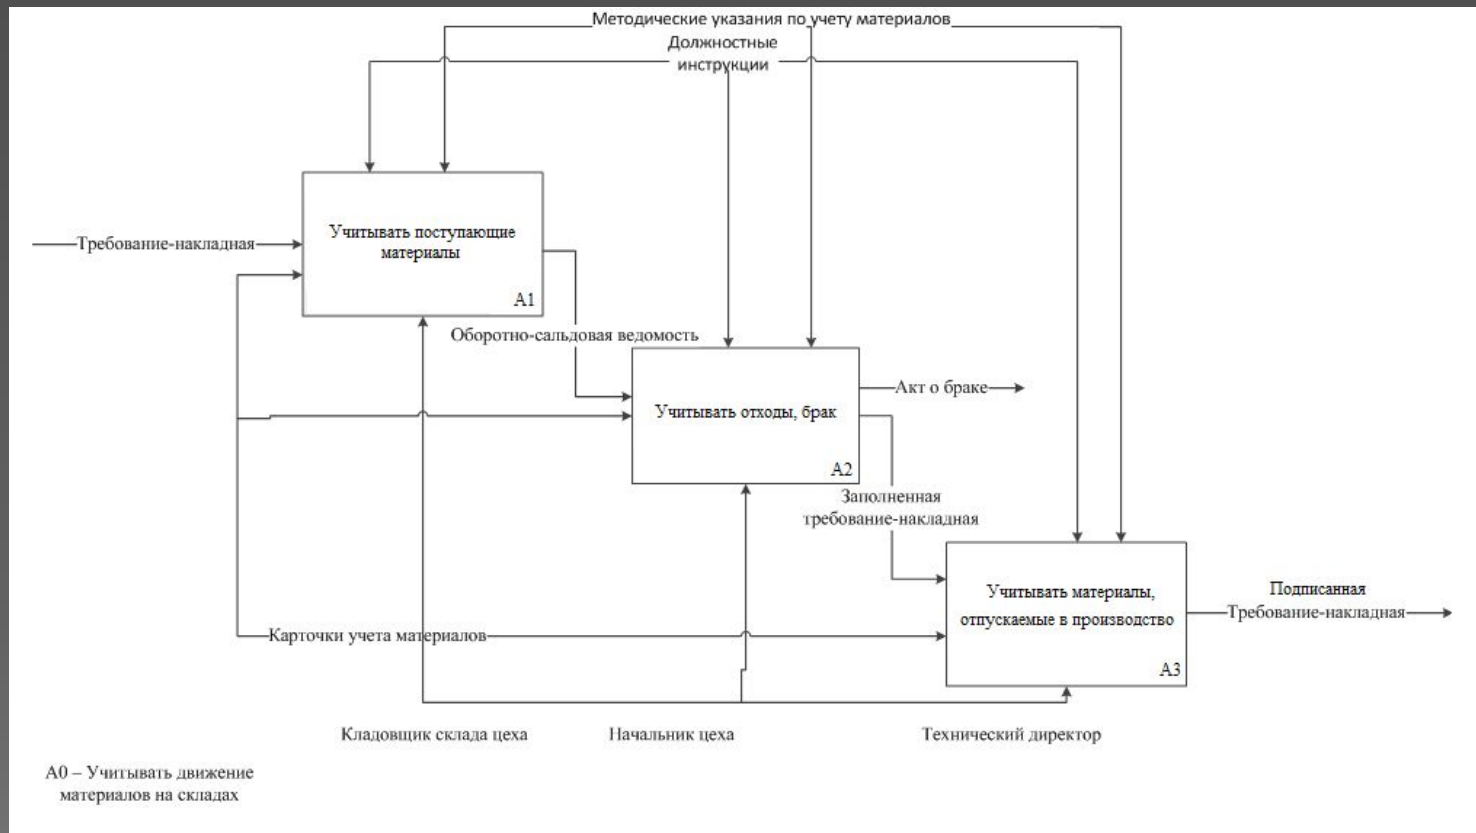 Методические указания по учету материалов
Должностные
инструкции
Учитывать поступающие
материалы
А1
Требование-накладная
Оборотно-сальдовая ведомость
Учитывать отходы, брак
А2
Акт о браке
Заполненная
требование-накладная
Учитывать материалы,
отпускаемые в производство
А3
Подписанная
Требование-накладная
Карточки учета материалов
Кладовщик склада цеха
Начальник цеха
Технический директор
А0 – Учитывать движение
материалов на складах